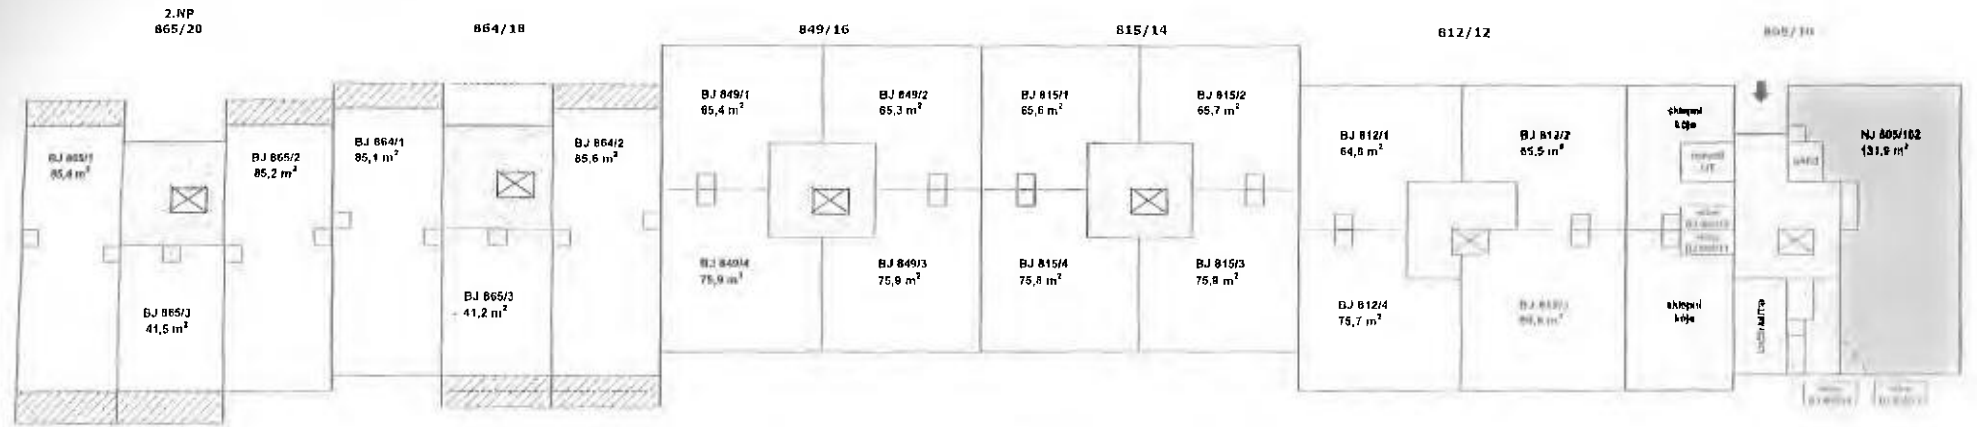 2.NP
865/20
864/18
849/16
815/14
812/12
BJ 865/1
85,4 m²
BJ 865/2
85,2 m²
BJ 865/3
41,5 m²
BJ 864/1
85,1 m²
BJ 864/2
85,6 m²
BJ 865/3
41,2 m²
BJ 849/1
65,4 m²
BJ 849/2
65,3 m²
BJ 849/4
75,9 m²
BJ 849/3
75,9 m²
BJ 815/1
65,6 m²
BJ 815/2
65,7 m²
BJ 815/4
75,8 m²
BJ 815/3
75,9 m²
BJ 812/1
64,8 m²
BJ 812/2
65,5 m²
BJ 812/4
75,7 m²
sklepní
kóje
sklepní
kóje
NJ 805/102
131,9 m²